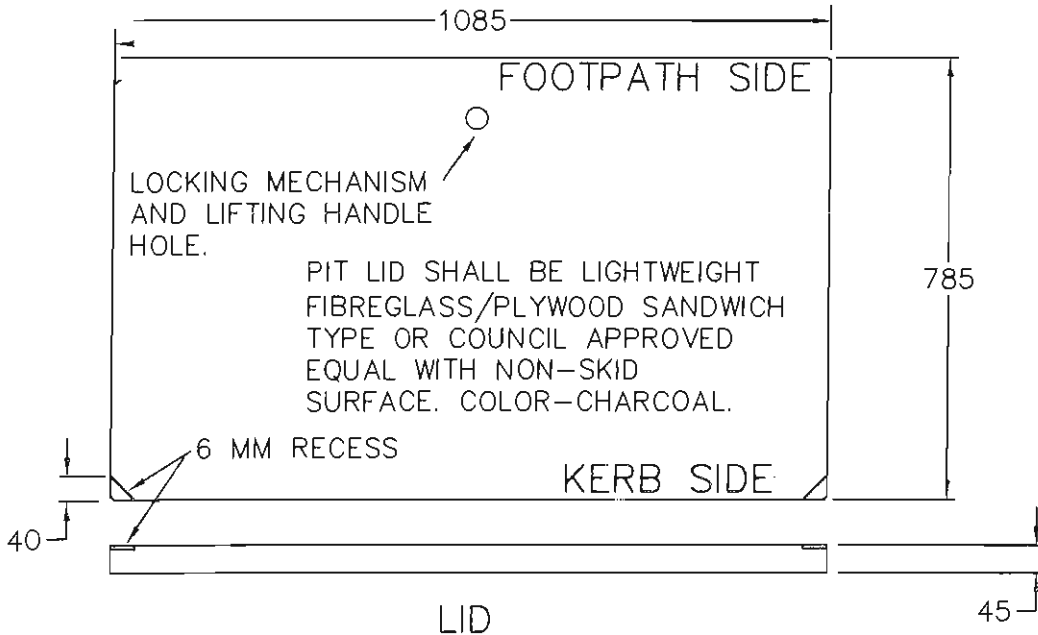 1085
FOOTPATH SIDE
LOCKING MECHANISM
AND LIFTING HANDLE
HOLE.
PIT LID SHALL BE LIGHTWEIGHT
FIBREGLASS/PLYWOOD SANDWICH
TYPE OR COUNCIL APPROVED
EQUAL WITH NON-SKID
SURFACE. COLOR-CHARCOAL.
785
6 MM RECESS
KERB SIDE
40
45
LID